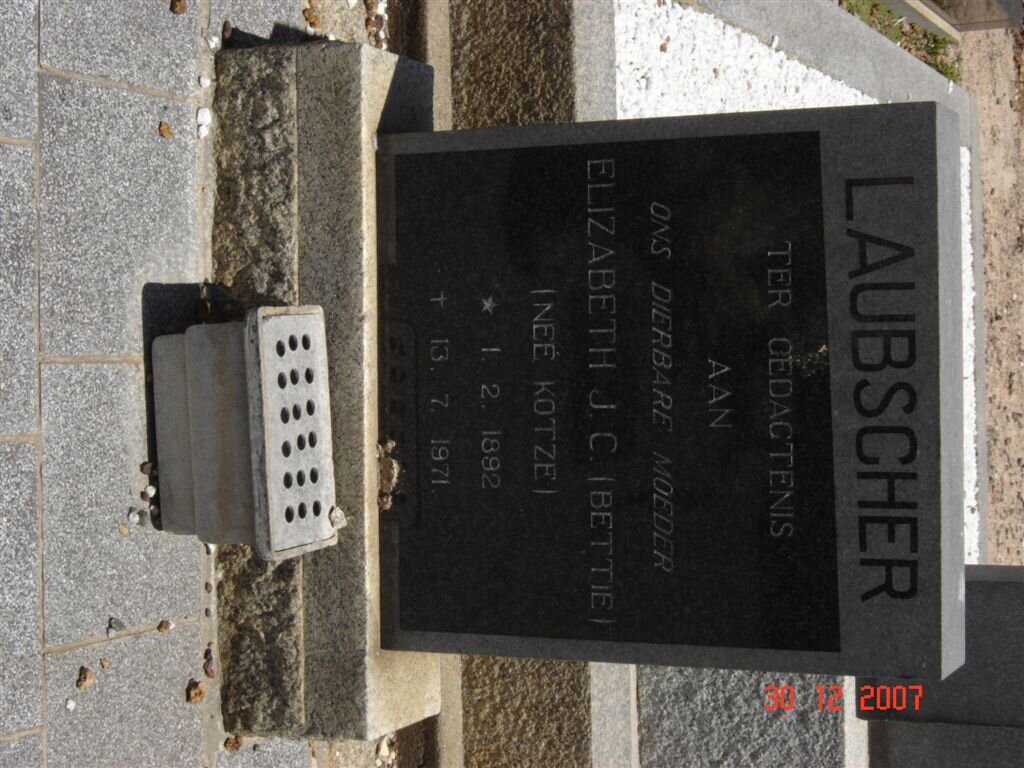 LAUBSCHER
TER GEDAGTENIS
AAN
ONS DIERBARE MOEDER
ELIZABETH J. C. (BETTIE)
(NEÉ KOTZE)
* 1. 2. 1892
† 13. 7. 1971.
30 12 2007